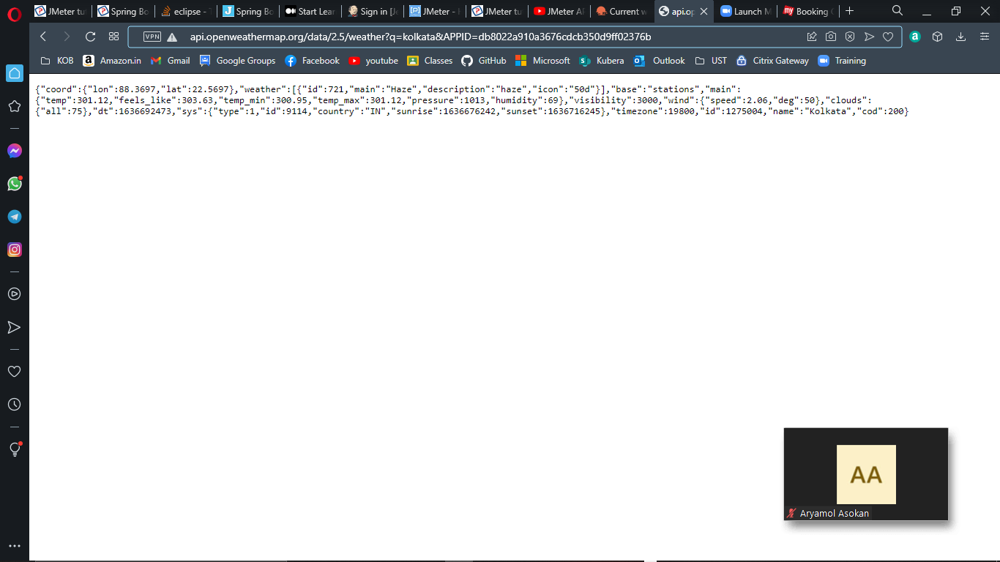 JMeter tu
Spring Bo
eclipse - T
Spring Bo
Start Lear
Sign in [Je
JMeter -
JMeter tu
JMeter AP
Current w
api.op
Launch M
Booking C
VPN
api.openweathermap.org/data/2.5/weather?q=kolkata&APPID=db8022a910a3676cdcb350d9ff02376b
KOB
Amazon.in
Gmail
Google Groups
Facebook
youtube
Classes
GitHub
Microsoft
Kubera
Outlook
UST
Citrix Gateway
Training
{"coord":{"lon":88.3697,"lat":22.5697},"weather":[{"id":721,"main":"Haze","description":"haze","icon":"50d"}],"base":"stations","main":
{"temp":301.12,"feels_like":303.63,"temp_min":300.95,"temp_max":301.12,"pressure":1013,"humidity":69},"visibility":3000,"wind":{"speed":2.06,"deg":50},"clouds":
{"all":75},"dt":1636692473,"sys":{"type":1,"id":9114,"country":"IN","sunrise":1636676242,"sunset":1636716245},"timezone":19800,"id":1275004,"name":"Kolkata","cod":200}
AA
Aryamol Asokan